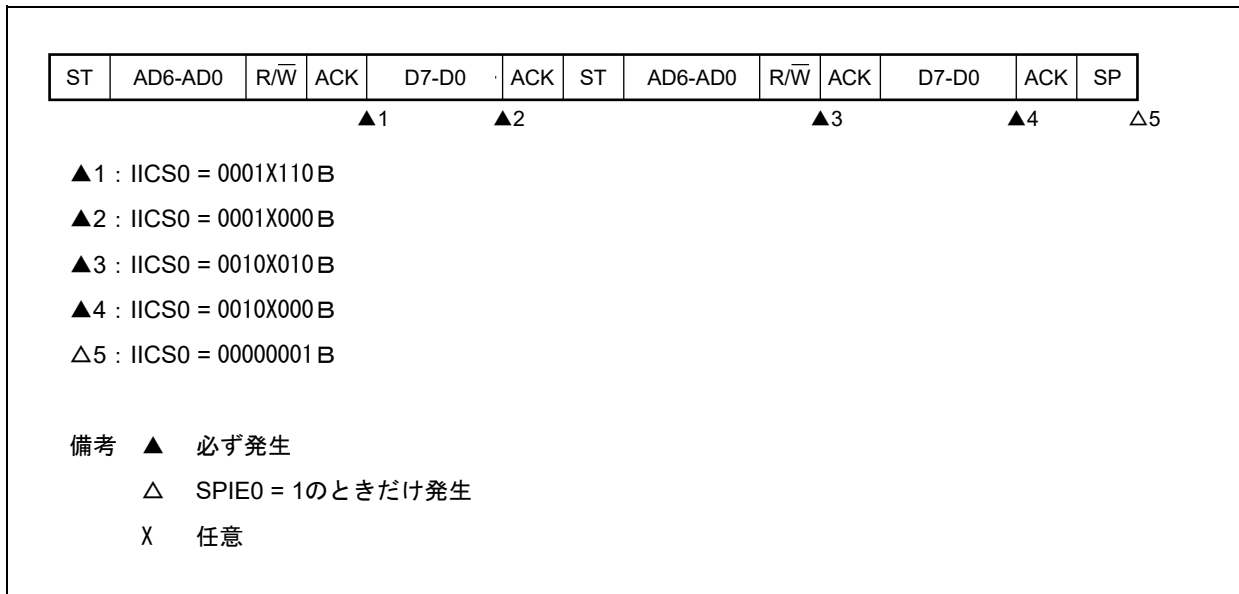 ST AD6-AD0 R/W̅ ACK D7-D0 ACK ST AD6-AD0 R/W̅ ACK D7-D0 ACK SP
▲1 ▲2 ▲3 ▲4 △5
▲1：IICS0 = 0001X110B
▲2：IICS0 = 0001X000B
▲3：IICS0 = 0010X010B
▲4：IICS0 = 0010X000B
△5：IICS0 = 00000001B
備考 ▲ 必ず発生
△ SPIE0 = 1のときだけ発生
X 任意